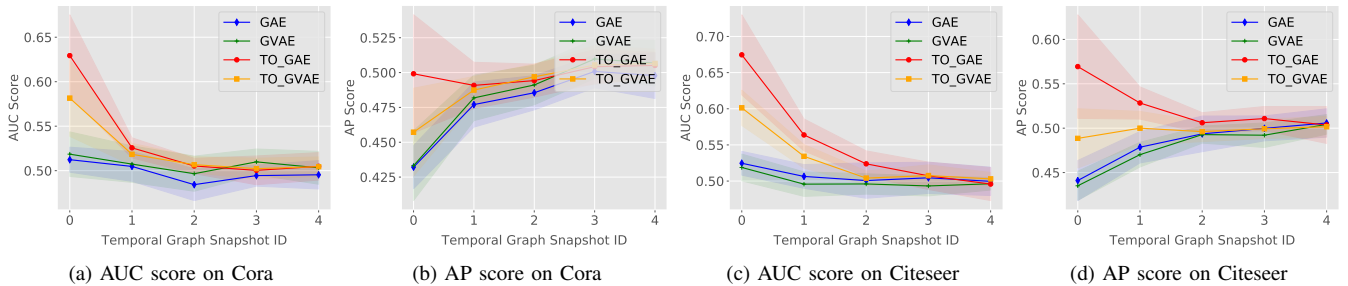 AUC Score
0.65
0.60
0.55
0.50
0 1 2 3 4
Temporal Graph Snapshot ID
GAE
GVAE
TO_GAE
TO_GVAE
(a) AUC score on Cora
AP Score
0.525
0.500
0.475
0.450
0.425
0 1 2 3 4
Temporal Graph Snapshot ID
GAE
GVAE
TO_GAE
TO_GVAE
(b) AP score on Cora
AUC Score
0.70
0.65
0.60
0.55
0.50
0 1 2 3 4
Temporal Graph Snapshot ID
GAE
GVAE
TO_GAE
TO_GVAE
(c) AUC score on Citeseer
AP Score
0.60
0.55
0.50
0.45
0 1 2 3 4
Temporal Graph Snapshot ID
GAE
GVAE
TO_GAE
TO_GVAE
(d) AP score on Citeseer